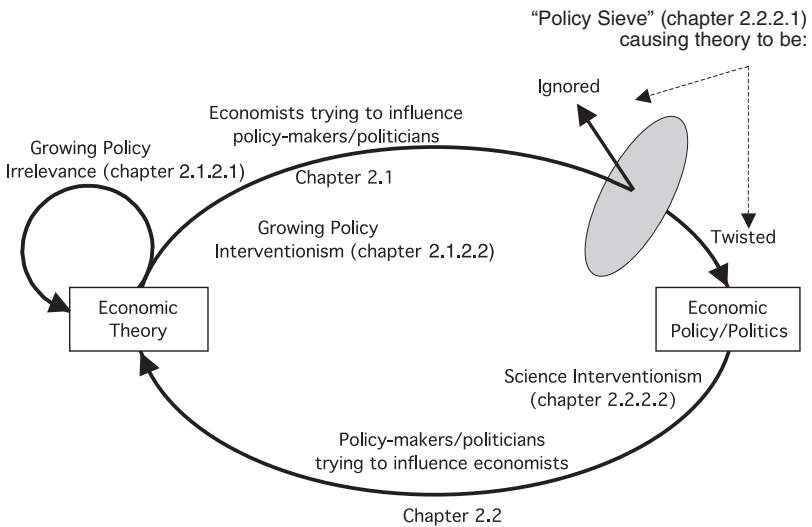 “Policy Sieve” (chapter 2.2.2.1)
causing theory to be:
Ignored
Economists trying to influence
policy-makers/politicians
Growing Policy
Irrelevance (chapter 2.1.2.1)
Chapter 2.1
Growing Policy
Interventionism (chapter 2.1.2.2)
Twisted
Economic
Theory
Economic
Policy/Politics
Science Interventionism
(chapter 2.2.2.2)
Policy-makers/politicians
trying to influence economists
Chapter 2.2